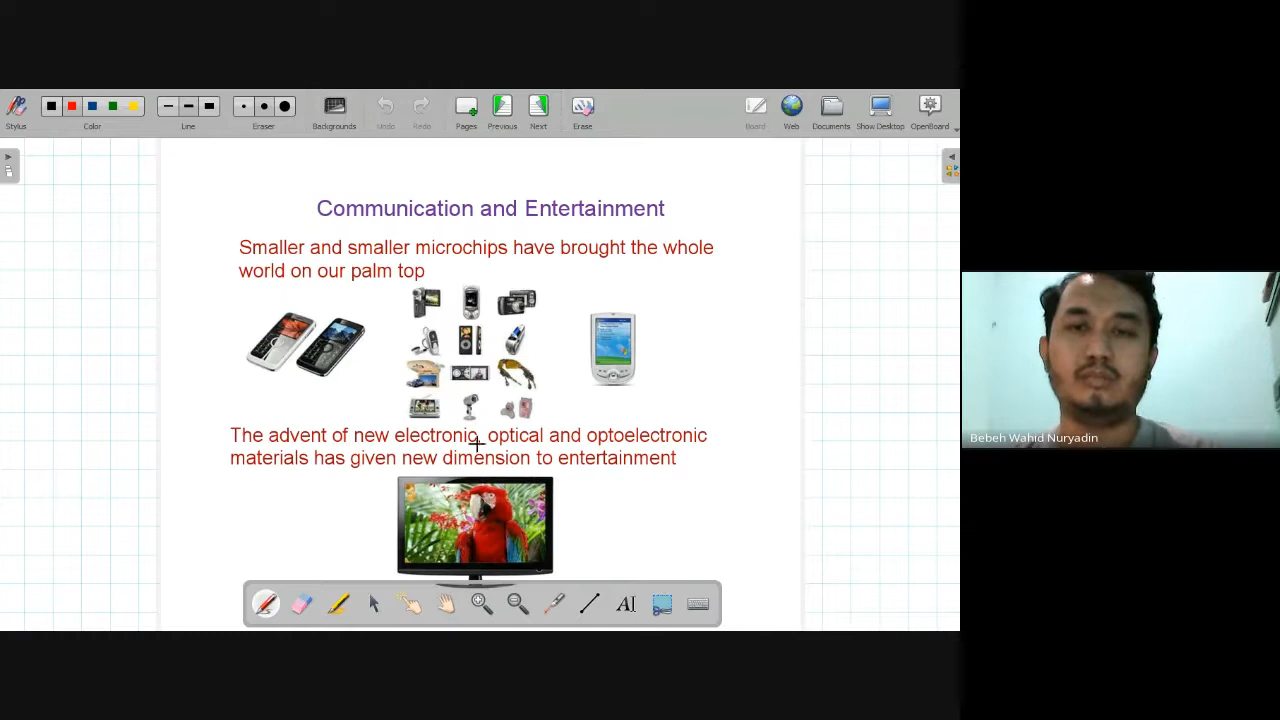 Stylus
Color
Line
Eraser
Backgrounds
Undo
Redo
Pages
Previous
Next
Erase
Board
Web
Documents
Show Desktop
OpenBoard
Communication and Entertainment
Smaller and smaller microchips have brought the whole
world on our palm top
The advent of new electronic, optical and optoelectronic
materials has given new dimension to entertainment
AI
Bebeh Wahid Nuryadin